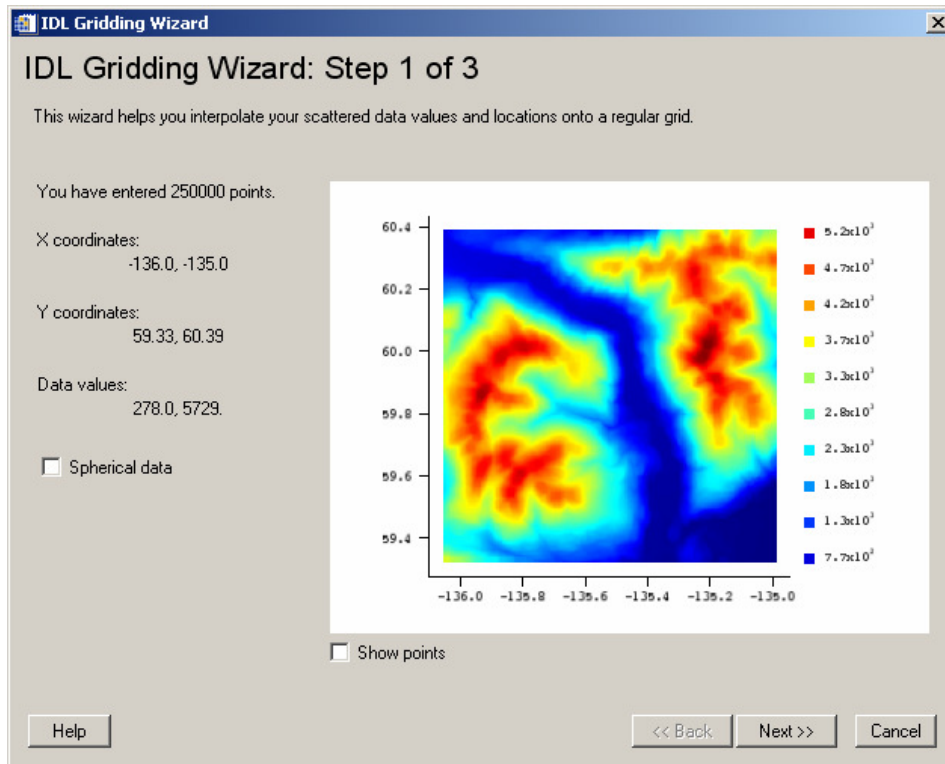 IDL Gridding Wizard
IDL Gridding Wizard: Step 1 of 3
This wizard helps you interpolate your scattered data values and locations onto a regular grid.
You have entered 250000 points.
X coordinates:
-136.0, -135.0
Y coordinates:
59.33, 60.39
Data values:
278.0, 5729.
Spherical data
60.4
60.2
60.0
59.8
59.6
59.4
-136.0 -135.8 -135.6 -135.4 -135.2 -135.0
5.2x10³
4.7x10³
4.2x10³
3.7x10³
3.3x10³
2.8x10³
2.3x10³
1.8x10³
1.3x10³
7.7x10³
Show points
Help
<< Back
Next >>
Cancel